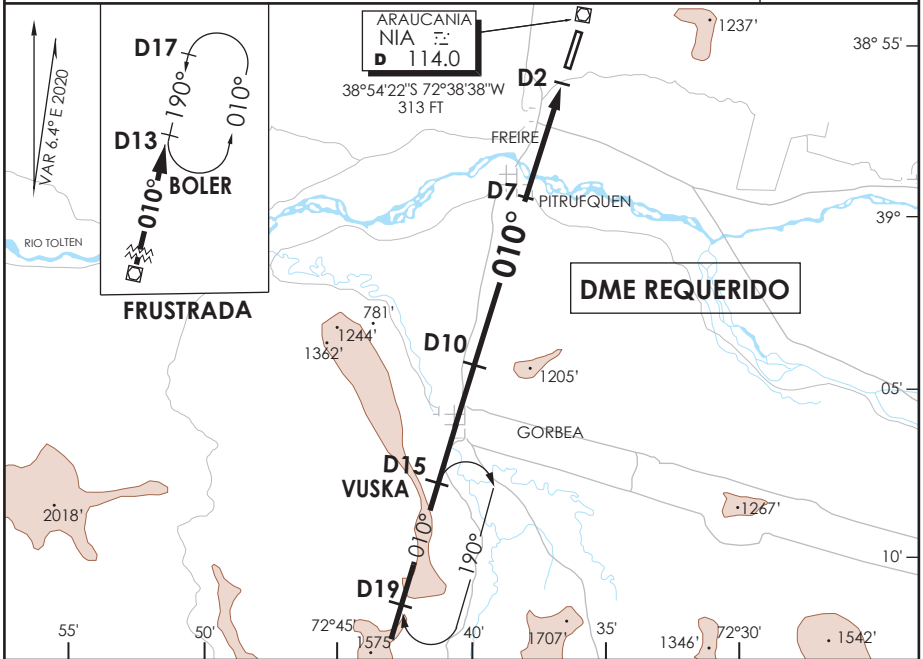 ARAUCANIA
NIA
D 114.0
38°54'22"S 72°38'38"W
313 FT
1237'
38° 55'
VAR 6.4° E 2020
D17
190°
010°
D13
BOLER
010°
FRUSTRADA
D2
FREIRE
D7
PITRUFQUEN
39°
RIO TOLTEN
010°
DME REQUERIDO
781'
1244'
1362'
D10
1205'
05'
GORBEA
D15
VUSKA
2018'
1267'
010°
190°
10'
D19
55'
50'
72°45'
1575'
40
1707'
35'
1346'
72°30'
1542'